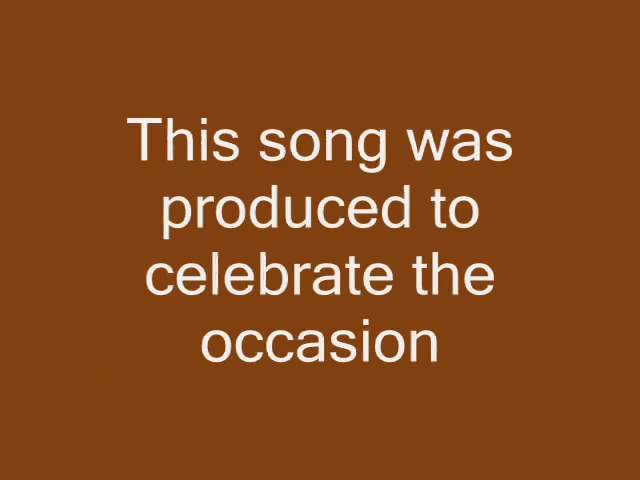 This song was
produced to
celebrate the
occasion